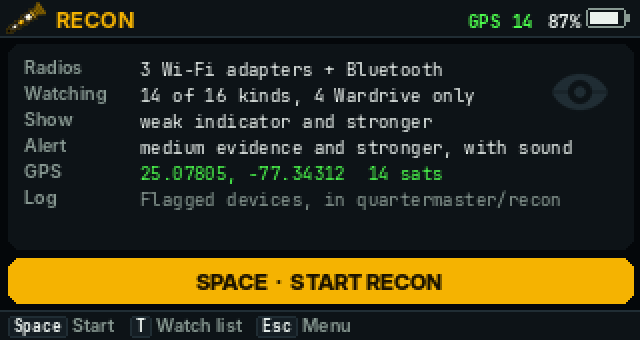 RECON GPS 14 87%
Radios 3 Wi-Fi adapters + Bluetooth
Watching 14 of 16 kinds, 4 Wardrive only
Show weak indicator and stronger
Alert medium evidence and stronger, with sound
GPS 25.07805, -77.34312 14 sats
Log Flagged devices, in quartermaster/recon
SPACE · START RECON
Space Start T Watch list Esc Menu